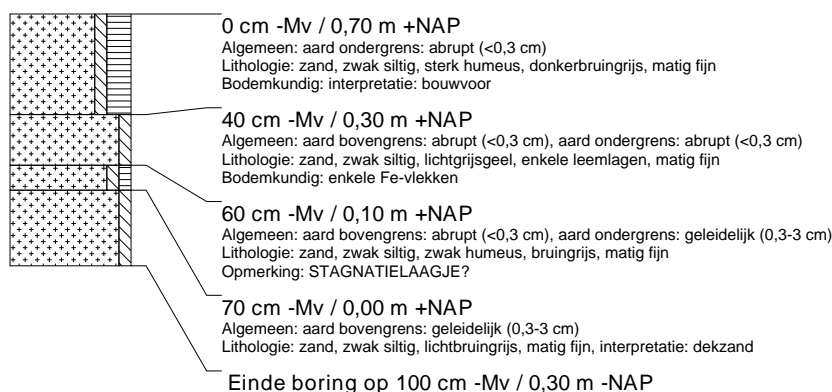 0 cm -Mv / 0,70 m +NAP
Algemeen: aard ondergrens: abrupt (<0,3 cm)
Lithologie: zand, zwak siltig, sterk humeus, donkerbruingrijs, matig fijn
Bodemkundig: interpretatie: bouwvoor
40 cm -Mv / 0,30 m +NAP
Algemeen: aard bovengrens: abrupt (<0,3 cm), aard ondergrens: abrupt (<0,3 cm)
Lithologie: zand, zwak siltig, lichtgrijsgeel, enkele leemlagen, matig fijn
Bodemkundig: enkele Fe-vlekken
60 cm -Mv / 0,10 m +NAP
Algemeen: aard bovengrens: abrupt (<0,3 cm), aard ondergrens: geleidelijk (0,3-3 cm)
Lithologie: zand, zwak siltig, zwak humeus, bruingrijs, matig fijn
Opmerking: STAGNATIELAAGJE?
70 cm -Mv / 0,00 m +NAP
Algemeen: aard bovengrens: geleidelijk (0,3-3 cm)
Lithologie: zand, zwak siltig, lichtbruingrijs, matig fijn, interpretatie: dekzand
Einde boring op 100 cm -Mv / 0,30 m -NAP